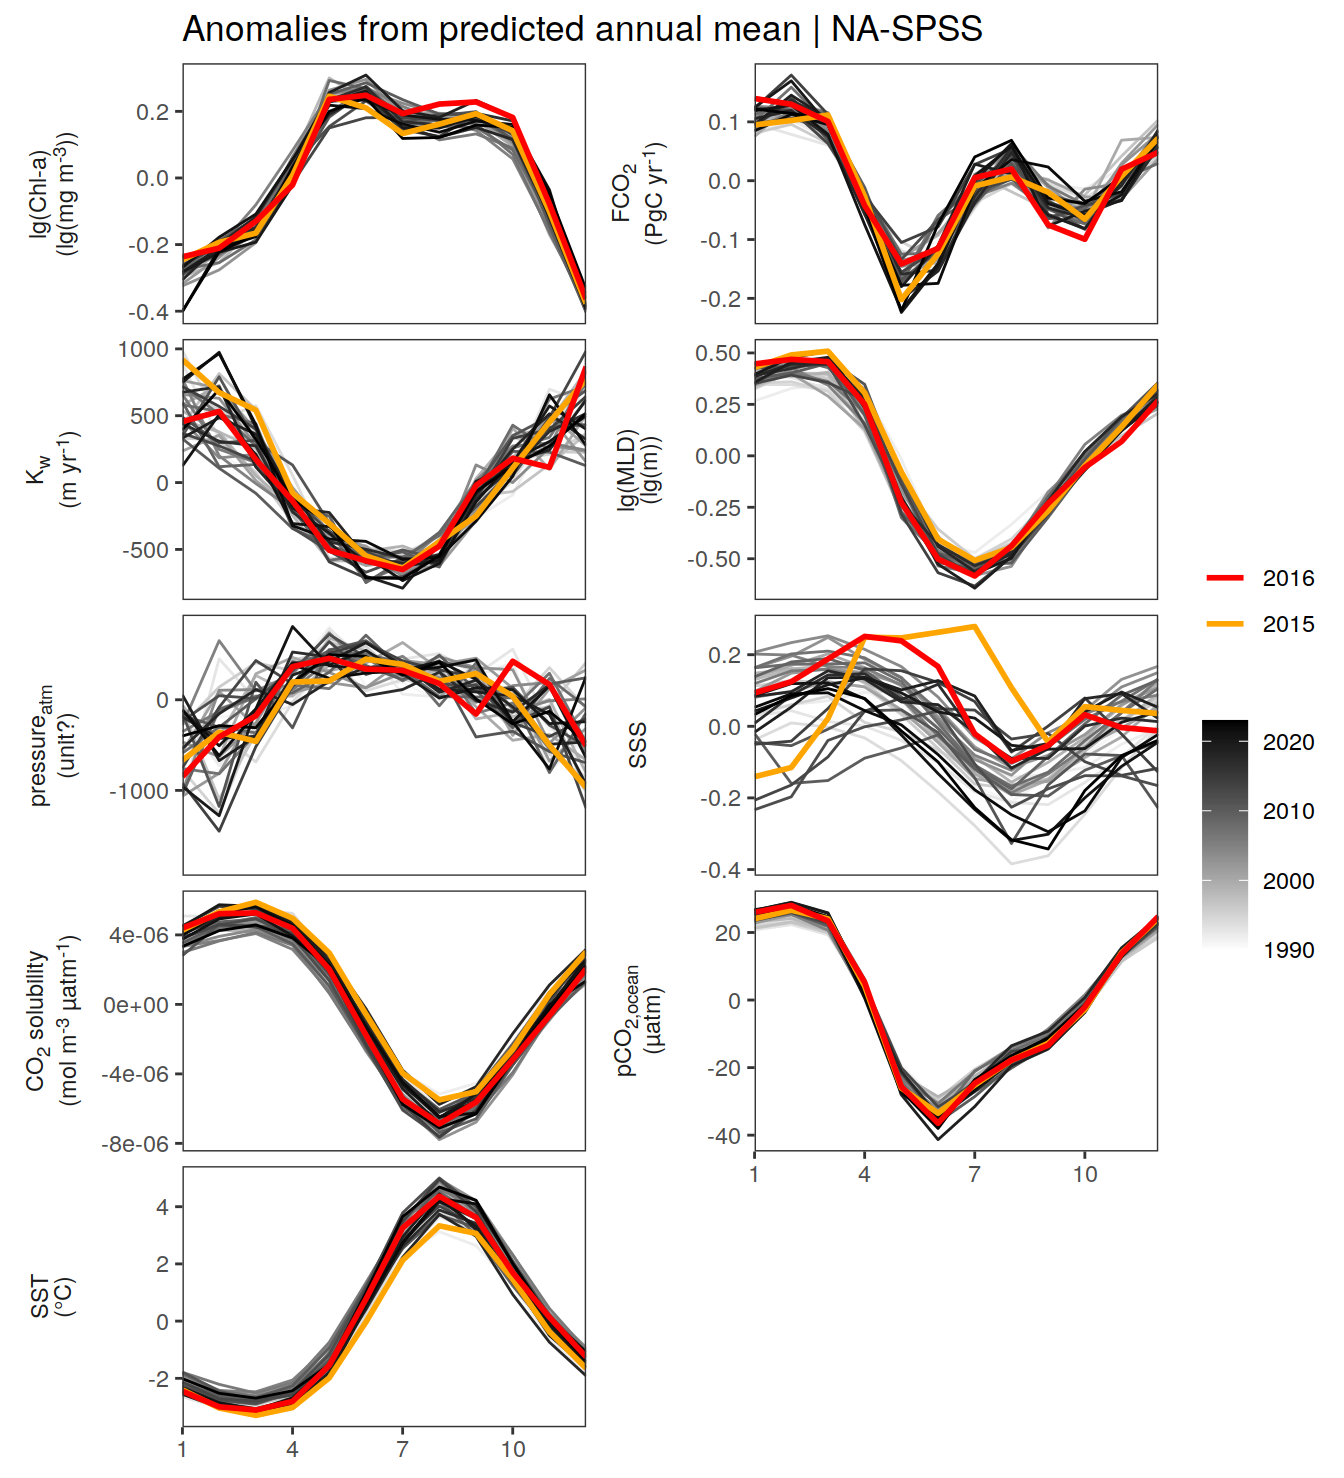 Anomalies from predicted annual mean | NA-SPSS
lg(Chl-a)
(lg(mg m-3))
0.2
0.0
-0.2
-0.4
FCO2
(PgC yr-1)
0.1
0.0
-0.1
-0.2
Kw
(m yr-1)
1000
500
0
-500
lg(MLD)
(lg(m))
0.50
0.25
0.00
-0.25
-0.50
pressureatm
(unit?)
0
-1000
SSS
0.2
0.0
-0.2
-0.4
CO2 solubility
(mol m-3 µatm-1)
4e-06
0e+00
-4e-06
-8e-06
pCO2,ocean
(µatm)
20
0
-20
-40
1 4 7 10
SST
(°C)
4
2
0
-2
1 4 7 10
2016
2015
2020
2010
2000
1990